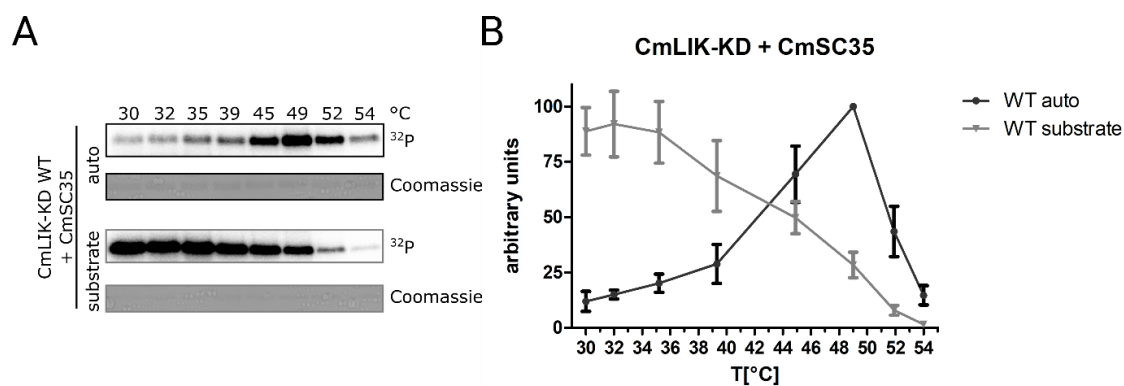 A
30 32 35 39 45 49 52 54 °C
CmLIK-KD WT
+ CmSC35
auto
³²P
Coomassie
substrate
³²P
Coomassie
B
CmLIK-KD + CmSC35
arbitrary units
100
75
50
25
0
30 32 34 36 38 40 42 44 46 48 50 52 54
T[°C]
WT auto
WT substrate